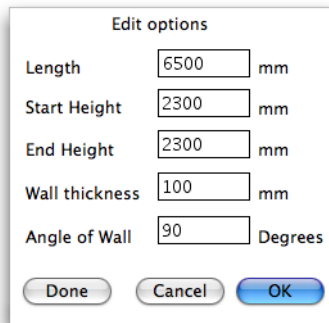 Edit options
Length 6500 mm
Start Height 2300 mm
End Height 2300 mm
Wall thickness 100 mm
Angle of Wall 90 Degrees
Done Cancel OK